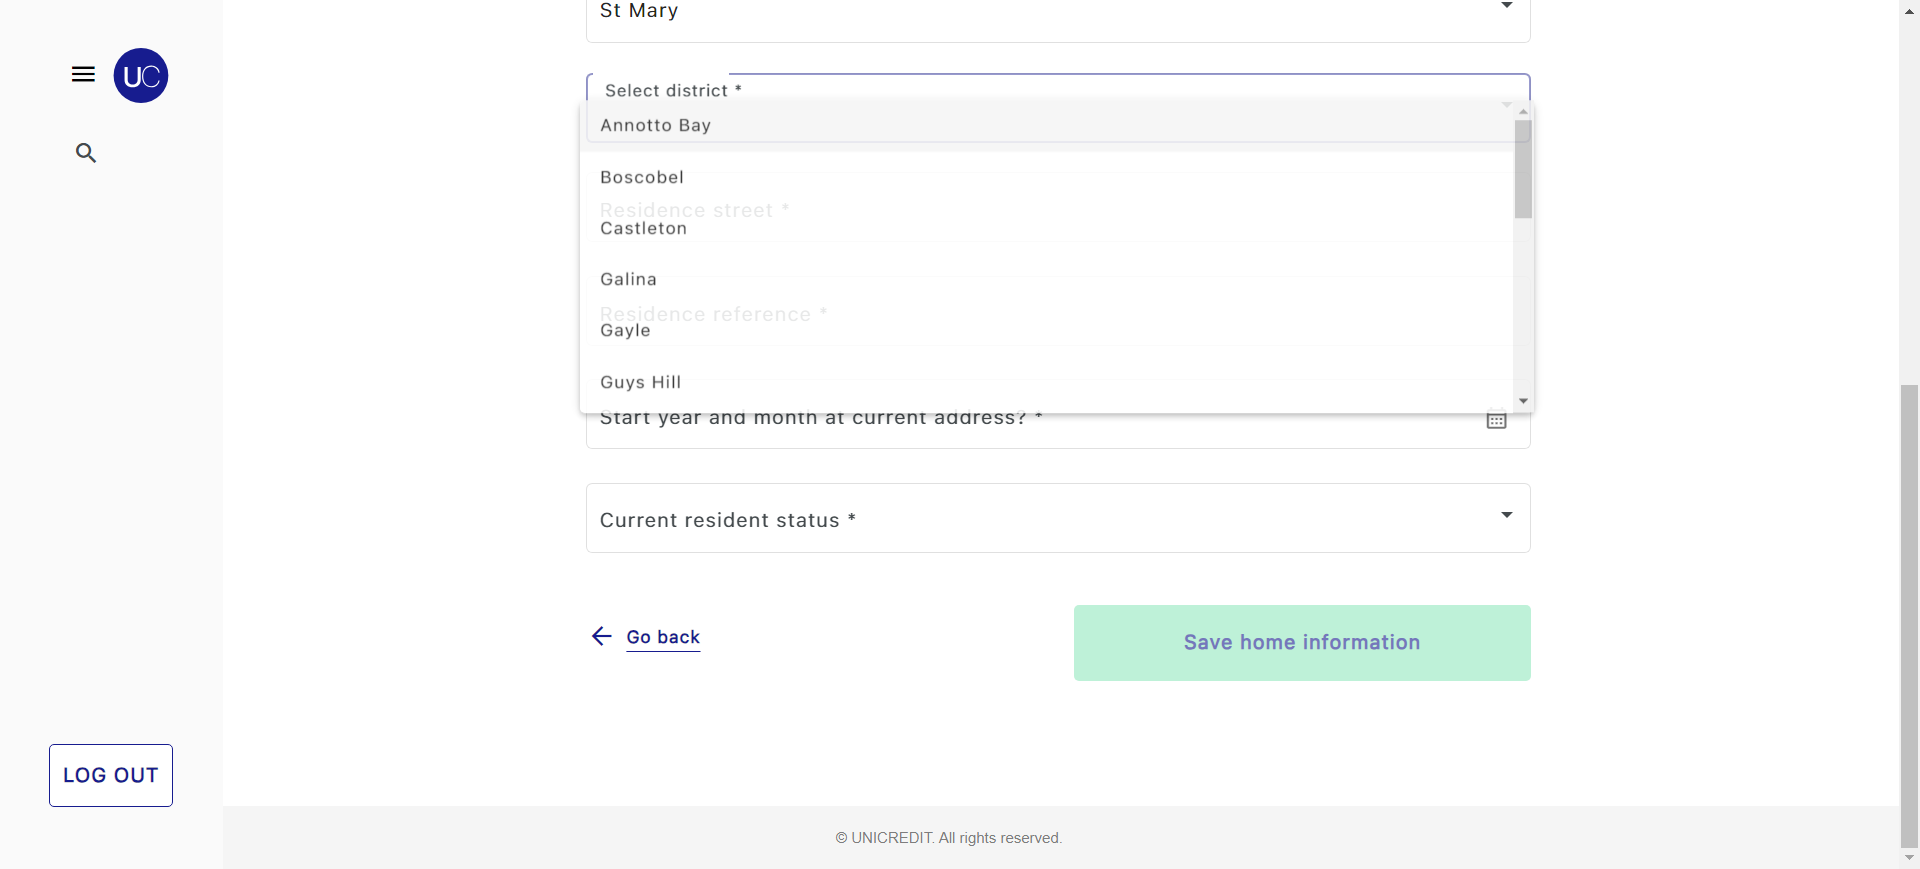 St Mary
UC
Select district *
Annotto Bay
Boscobel
Residence street *
Castleton
Galina
Residence reference *
Gayle
Guys Hill
Start year and month at current address? *
Current resident status *
Go back
Save home information
LOG OUT
© UNICREDIT. All rights reserved.